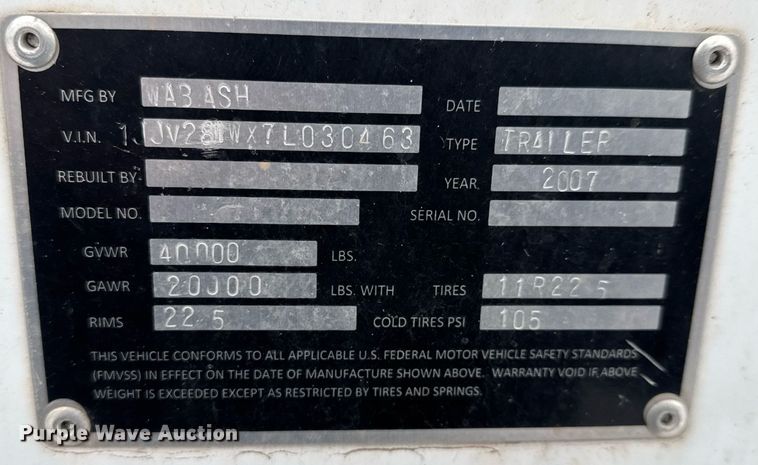 MFG BY WABASH DATE
V.I.N. 1JJV281WX7L030463 TYPE TRAILER
REBUILT BY YEAR 2007
MODEL NO. SERIAL NO.
GVWR 40000 LBS.
GAWR 20000 LBS. WITH TIRES 11R22 5
RIMS 22 5 COLD TIRES PSI 105
THIS VEHICLE CONFORMS TO ALL APPLICABLE U.S. FEDERAL MOTOR VEHICLE SAFETY STANDARDS
(FMVSS) IN EFFECT ON THE DATE OF MANUFACTURE SHOWN ABOVE. WARRANTY VOID IF ABOVE
WEIGHT IS EXCEEDED EXCEPT AS RESTRICTED BY TIRES AND SPRINGS.
Purple Wave Auction